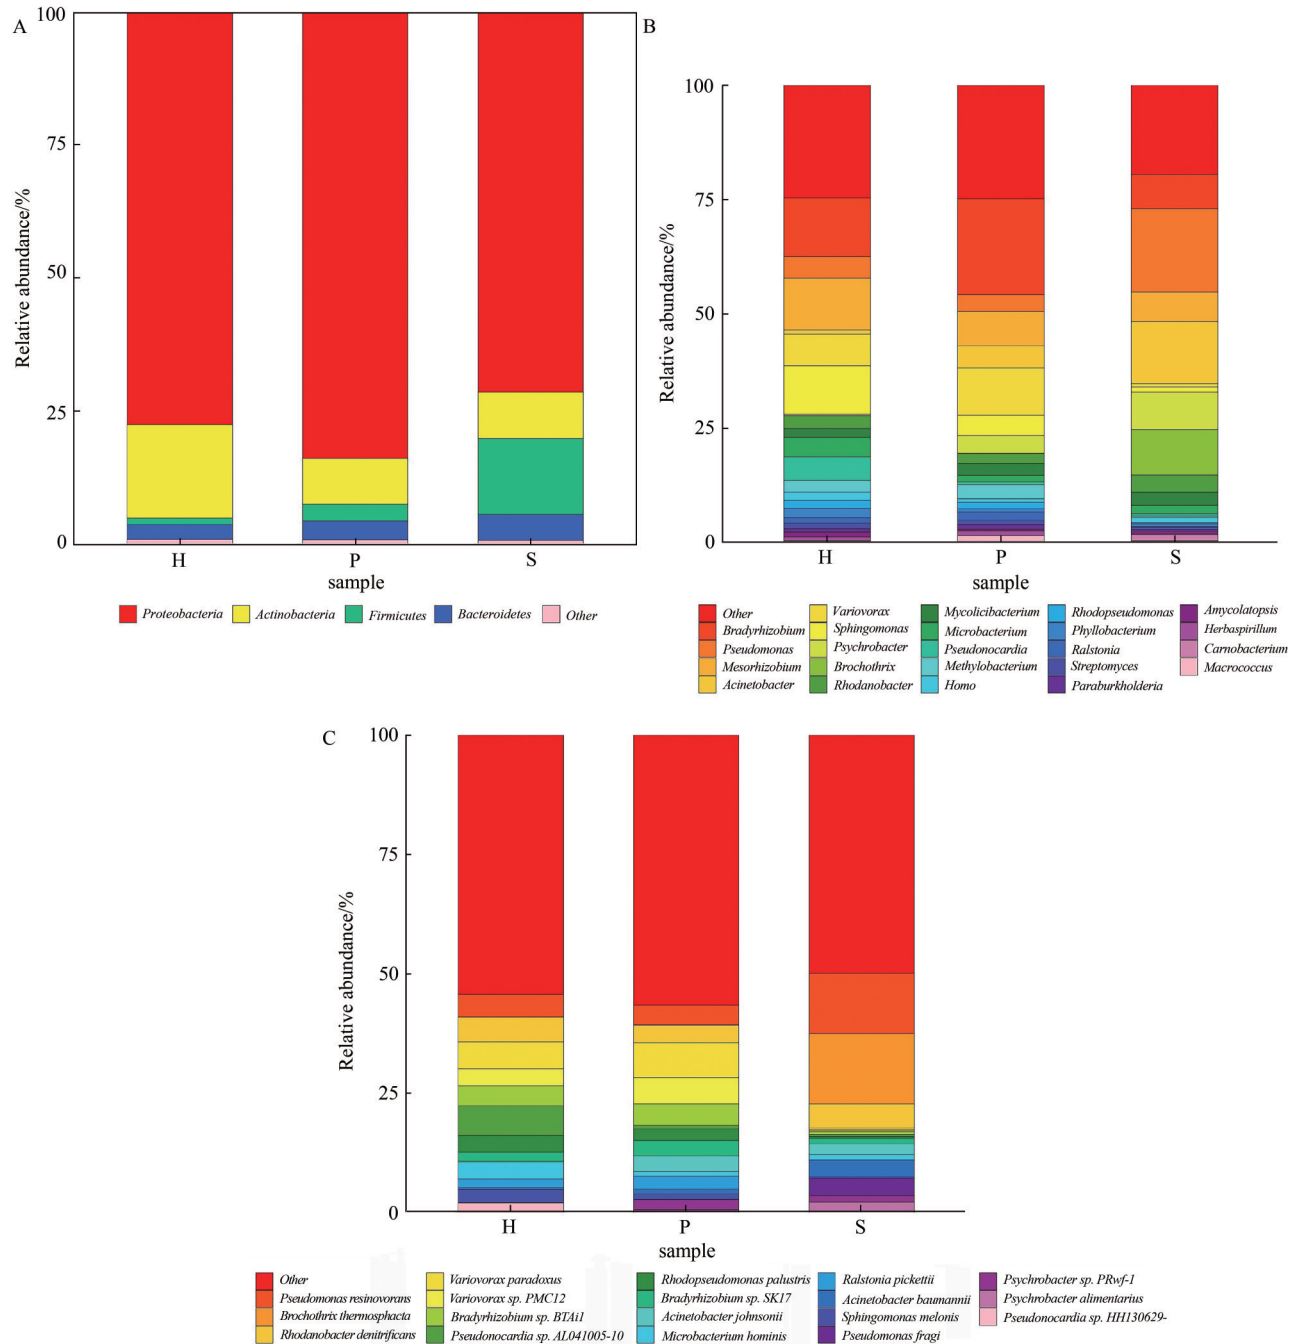 A
100
75
50
25
0
Relative abundance/%
H P S
sample
Proteobacteria Actinobacteria Firmicutes Bacteroidetes Other
B
100
75
50
25
0
Relative abundance/%
H P S
sample
Other Variovorax Mycolicibacterium Rhodopseudomonas Amycolatopsis
Bradyrhizobium Sphingomonas Microbacterium Phyllobacterium Herbaspirillum
Pseudomonas Psychrobacter Pseudonocardia Ralstonia Carnobacterium
Mesorhizobium Brochothrix Methylobacterium Streptomyces Macrococcus
Acinetobacter Rhodanobacter Homo Paraburkholderia
C
100
75
50
25
0
Relative abundance/%
H P S
sample
Other Variovorax paradoxus Rhodopseudomonas palustris Ralstonia pickettii Psychrobacter sp. PRwf-1
Pseudomonas resinovorans Variovorax sp. PMC12 Bradyrhizobium sp. SK17 Acinetobacter baumannii Psychrobacter alimentarius
Brochothrix thermosphacta Bradyrhizobium sp. BTAi1 Acinetobacter johnsonii Sphingomonas melonis Pseudonocardia sp. HH130629-
Rhodanobacter denitrificans Pseudonocardia sp. AL041005-10 Microbacterium hominis Pseudomonas fragi